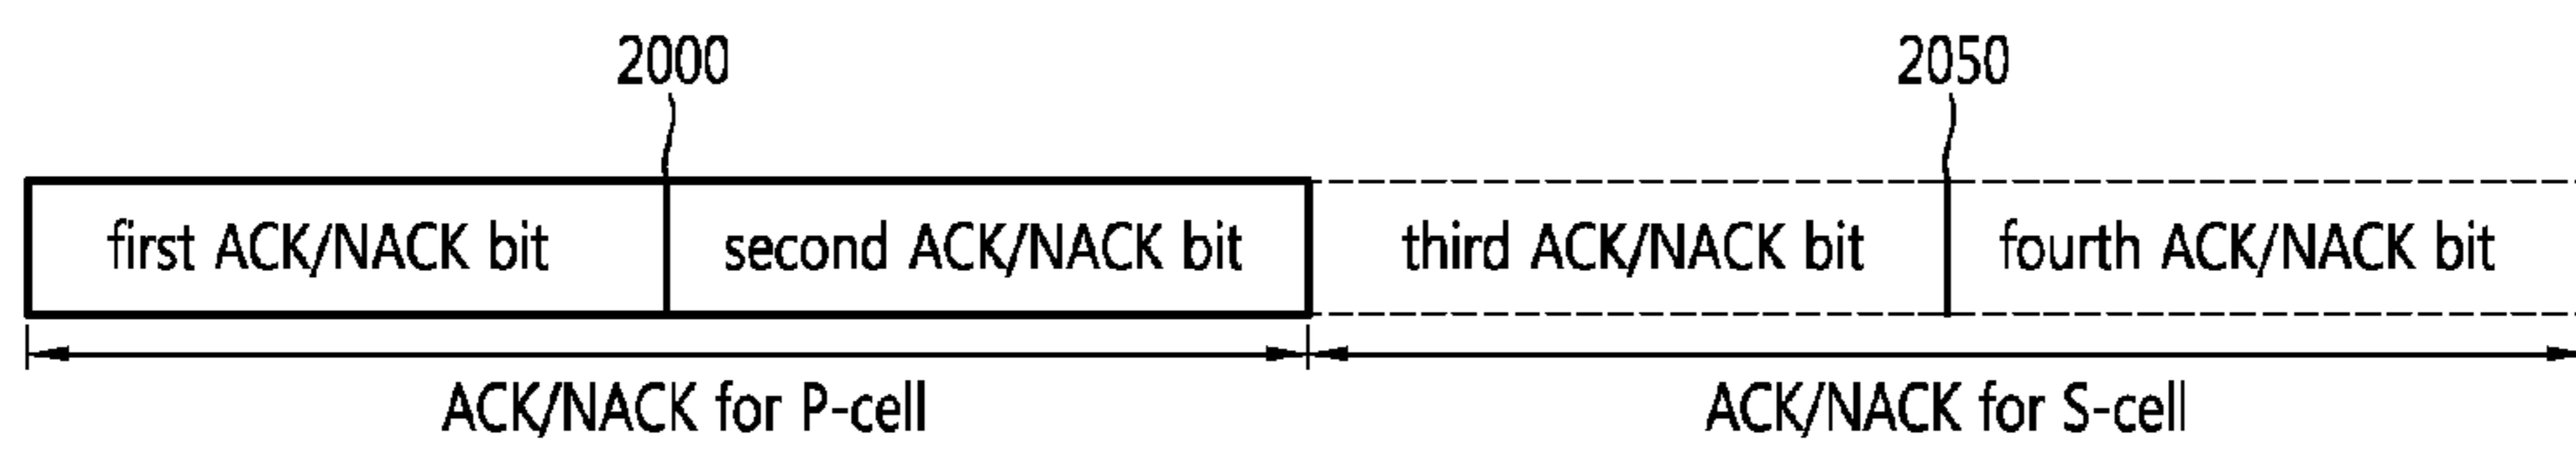 2000 2050
first ACK/NACK bit second ACK/NACK bit third ACK/NACK bit fourth ACK/NACK bit
ACK/NACK for P-cell ACK/NACK for S-cell